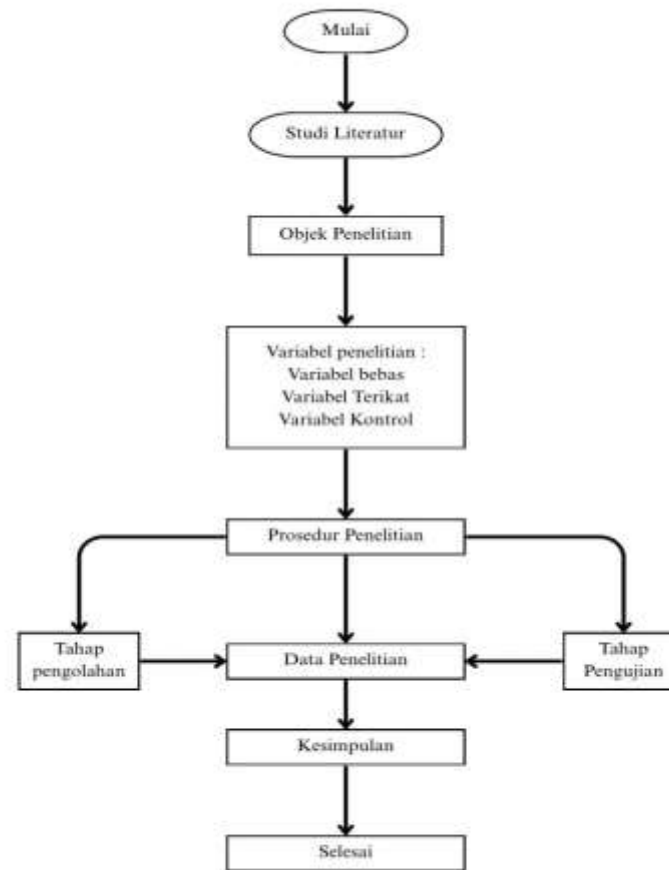 Mulai
Studi Literatur
Objek Penelitian
Variabel penelitian :
Variabel bebas
Variabel Terikat
Variabel Kontrol
Prosedur Penelitian
Tahap
pengolahan
Data Penelitian
Tahap
Pengujian
Kesimpulan
Selesai